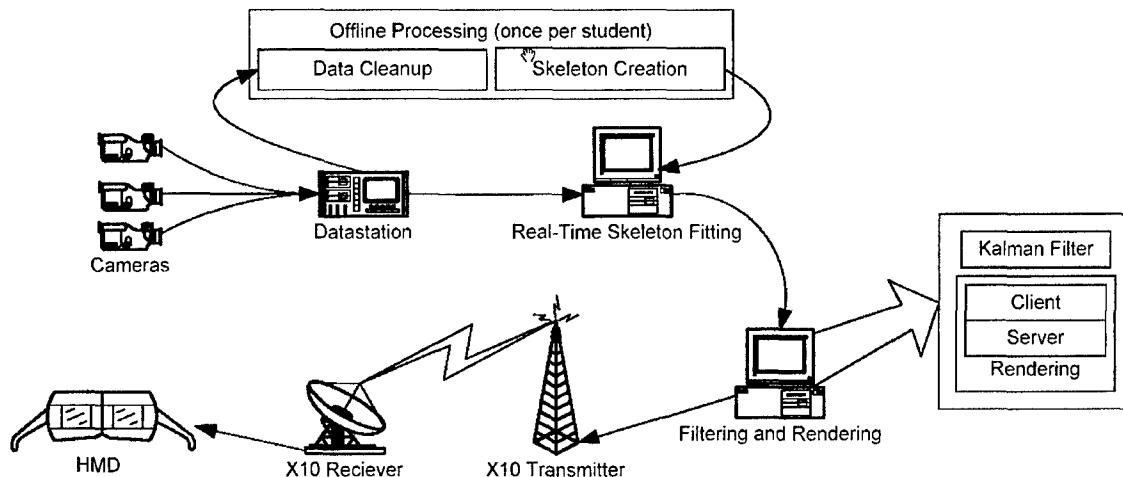 Offline Processing (once per student)
Data Cleanup
Skeleton Creation
Cameras
Datastation
Real-Time Skeleton Fitting
Kalman Filter
Client
Server
Rendering
Filtering and Rendering
X10 Transmitter
X10 Reciever
HMD